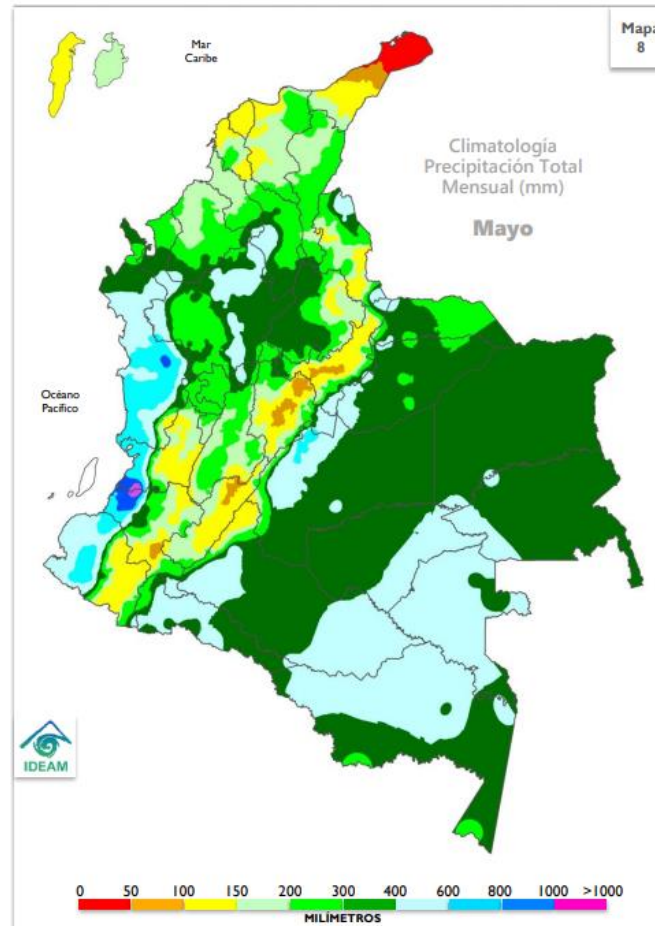 Mar
Caribe
Mapa
8
Climatología
Precipitación Total
Mensual (mm)
Mayo
Océano
Pacífico
IDEAM
0 50 100 150 200 300 400 600 800 1000 >1000
MILÍMETROS